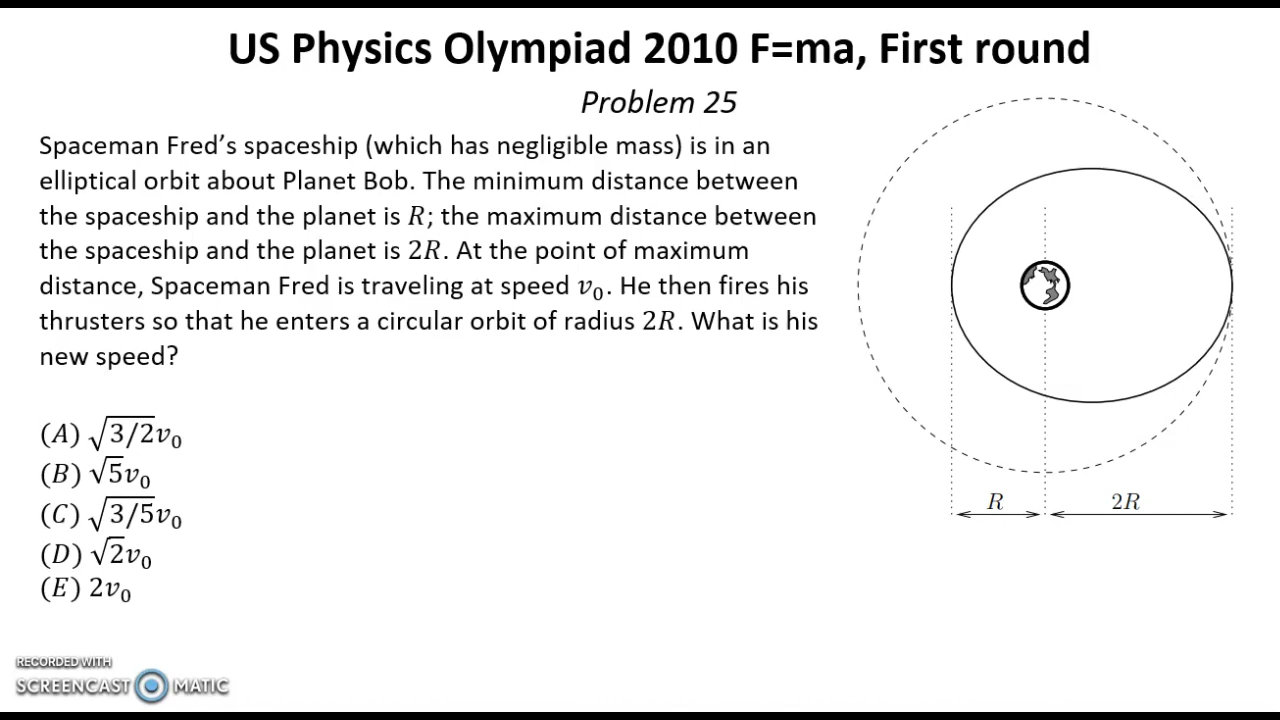 US Physics Olympiad 2010 F=ma, First round
Problem 25
Spaceman Fred’s spaceship (which has negligible mass) is in an
elliptical orbit about Planet Bob. The minimum distance between
the spaceship and the planet is R; the maximum distance between
the spaceship and the planet is 2R. At the point of maximum
distance, Spaceman Fred is traveling at speed v₀. He then fires his
thrusters so that he enters a circular orbit of radius 2R. What is his
new speed?
(A) √3/2v₀
(B) √5v₀
(C) √3/5v₀
(D) √2v₀
(E) 2v₀
R
2R
RECORDED WITH
SCREENCAST MATIC